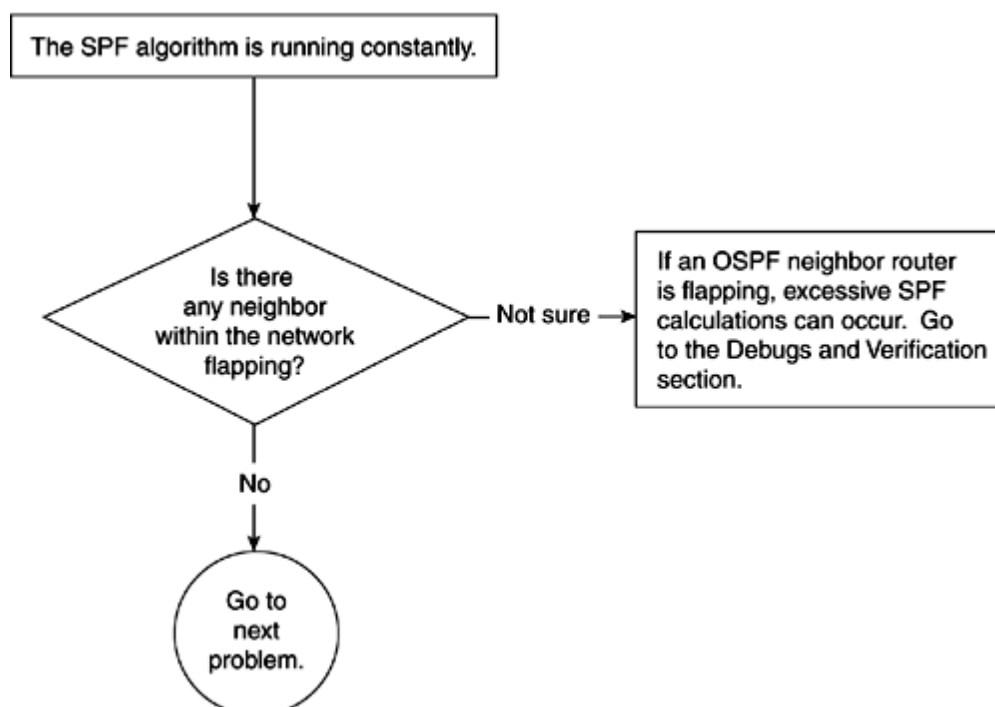 The SPF algorithm is running constantly.
Is there
any neighbor
within the network
flapping?
Not sure
If an OSPF neighbor router
is flapping, excessive SPF
calculations can occur. Go
to the Debugs and Verification
section.
No
Go to
next
problem.